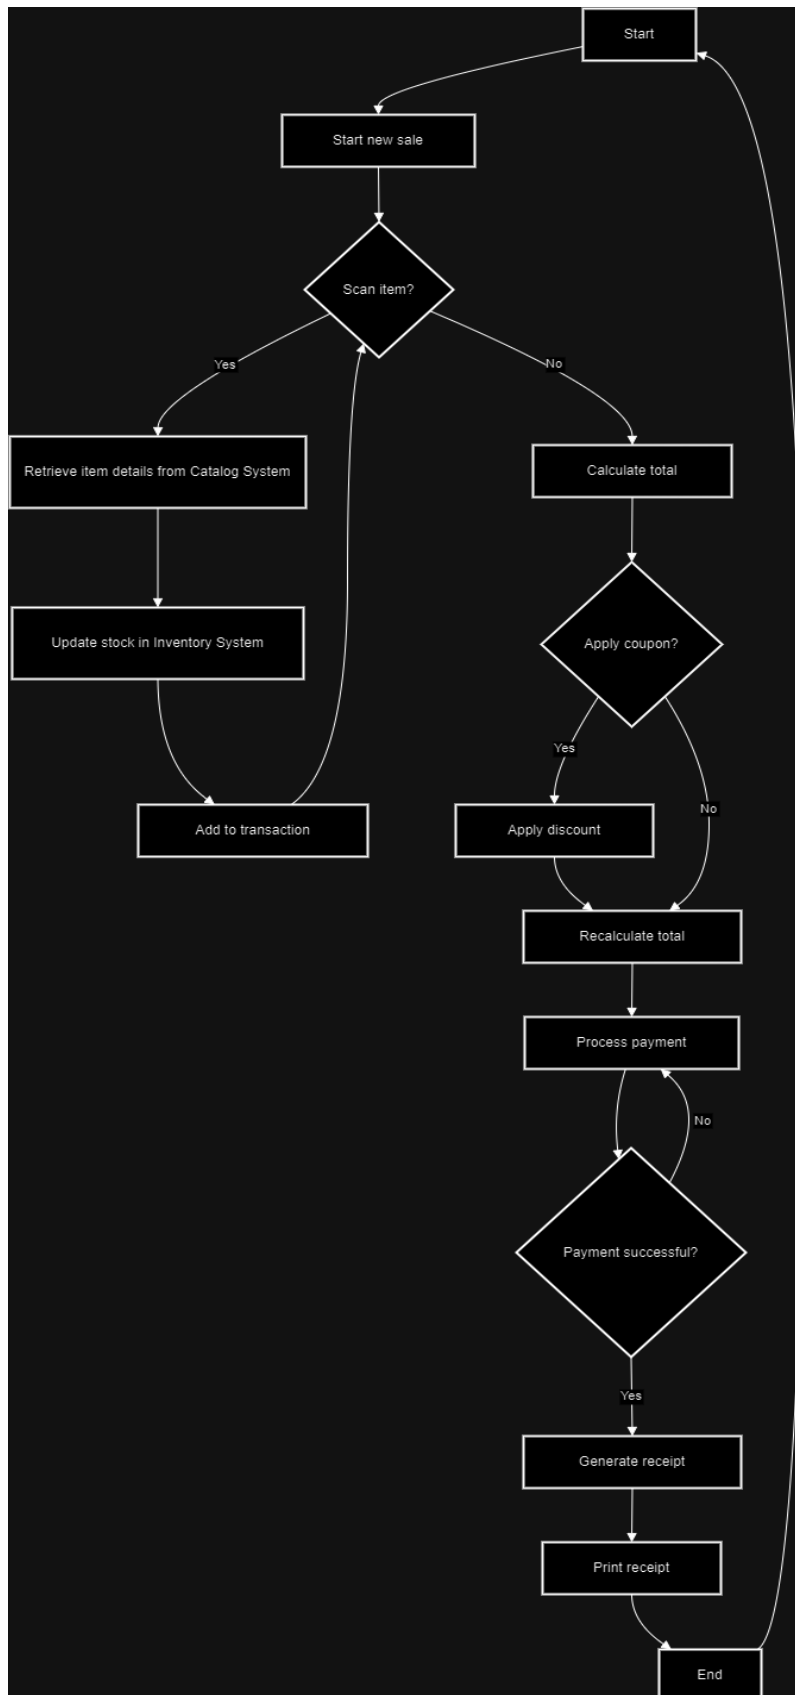 Start
Start new sale
Scan item?
Yes
No
Retrieve item details from Catalog System
Calculate total
Update stock in Inventory System
Apply coupon?
Yes
No
Add to transaction
Apply discount
Recalculate total
Process payment
No
Payment successful?
Yes
Generate receipt
Print receipt
End